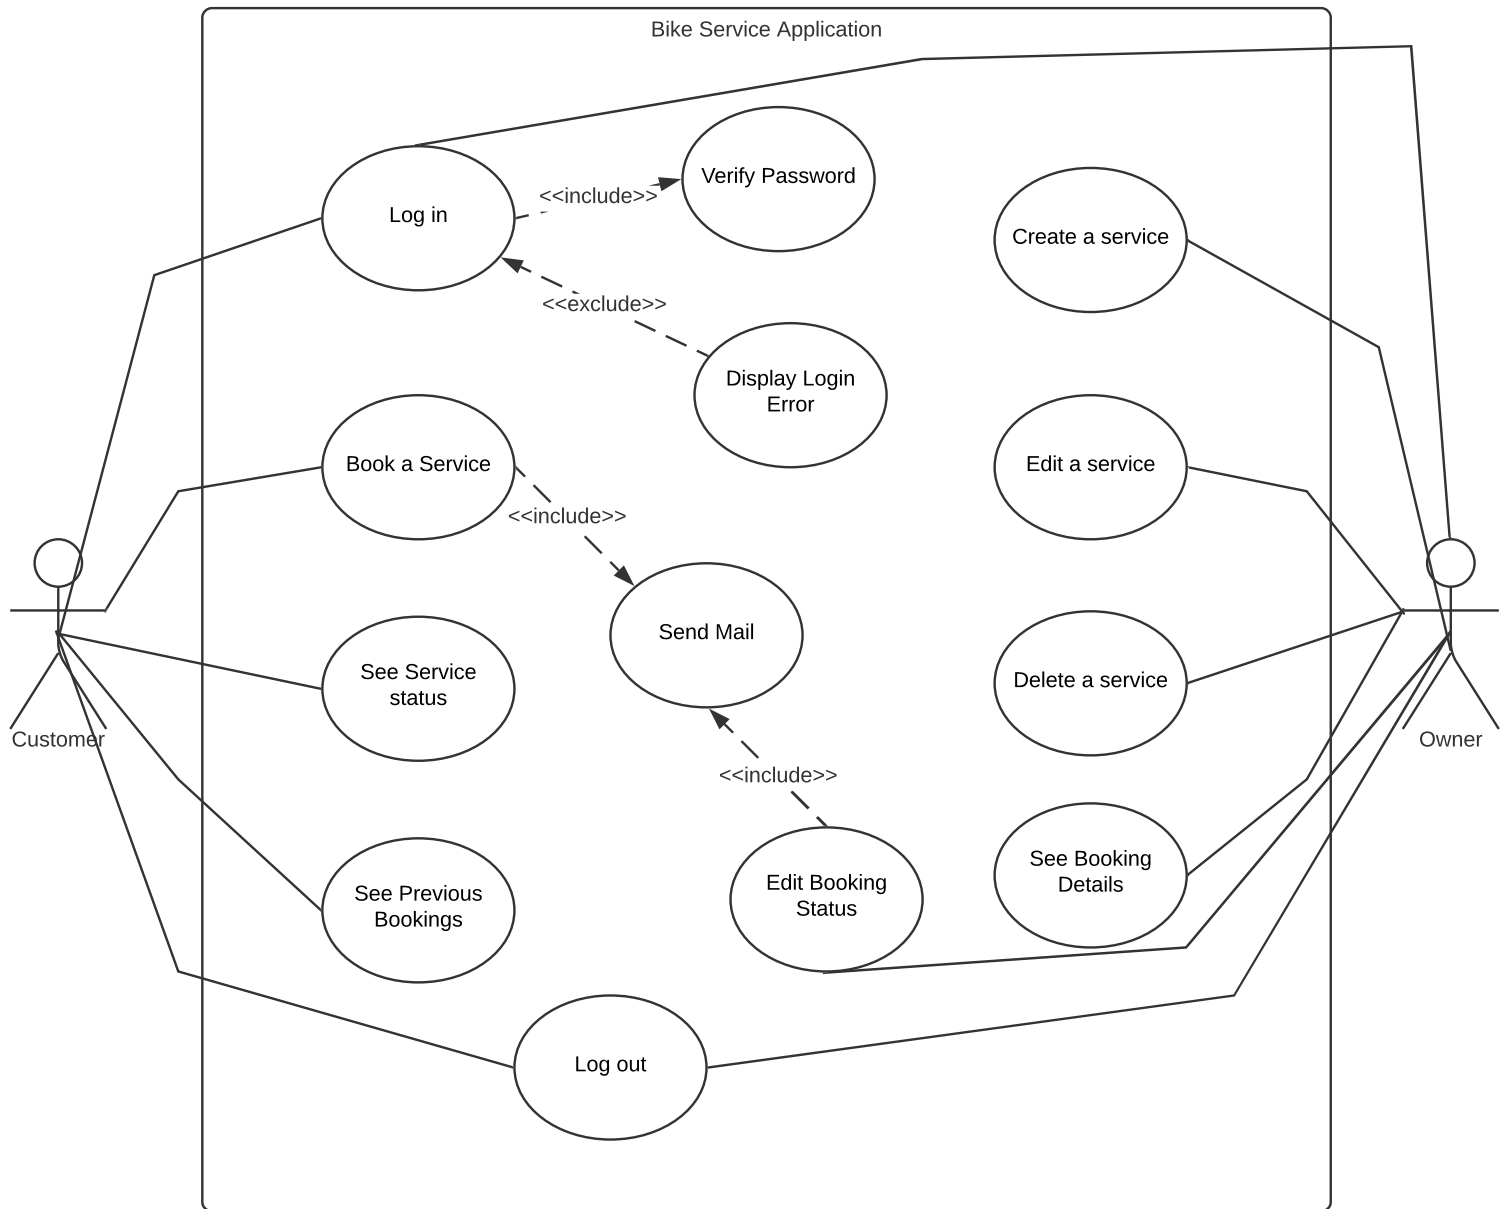 Bike Service Application
Verify Password
<<include>>
Log in
Create a service
<<exclude>>
Display Login
Error
Book a Service
Edit a service
<<include>>
Send Mail
See Service
status
Delete a service
Customer
Owner
<<include>>
See Booking
Details
Edit Booking
Status
See Previous
Bookings
Log out